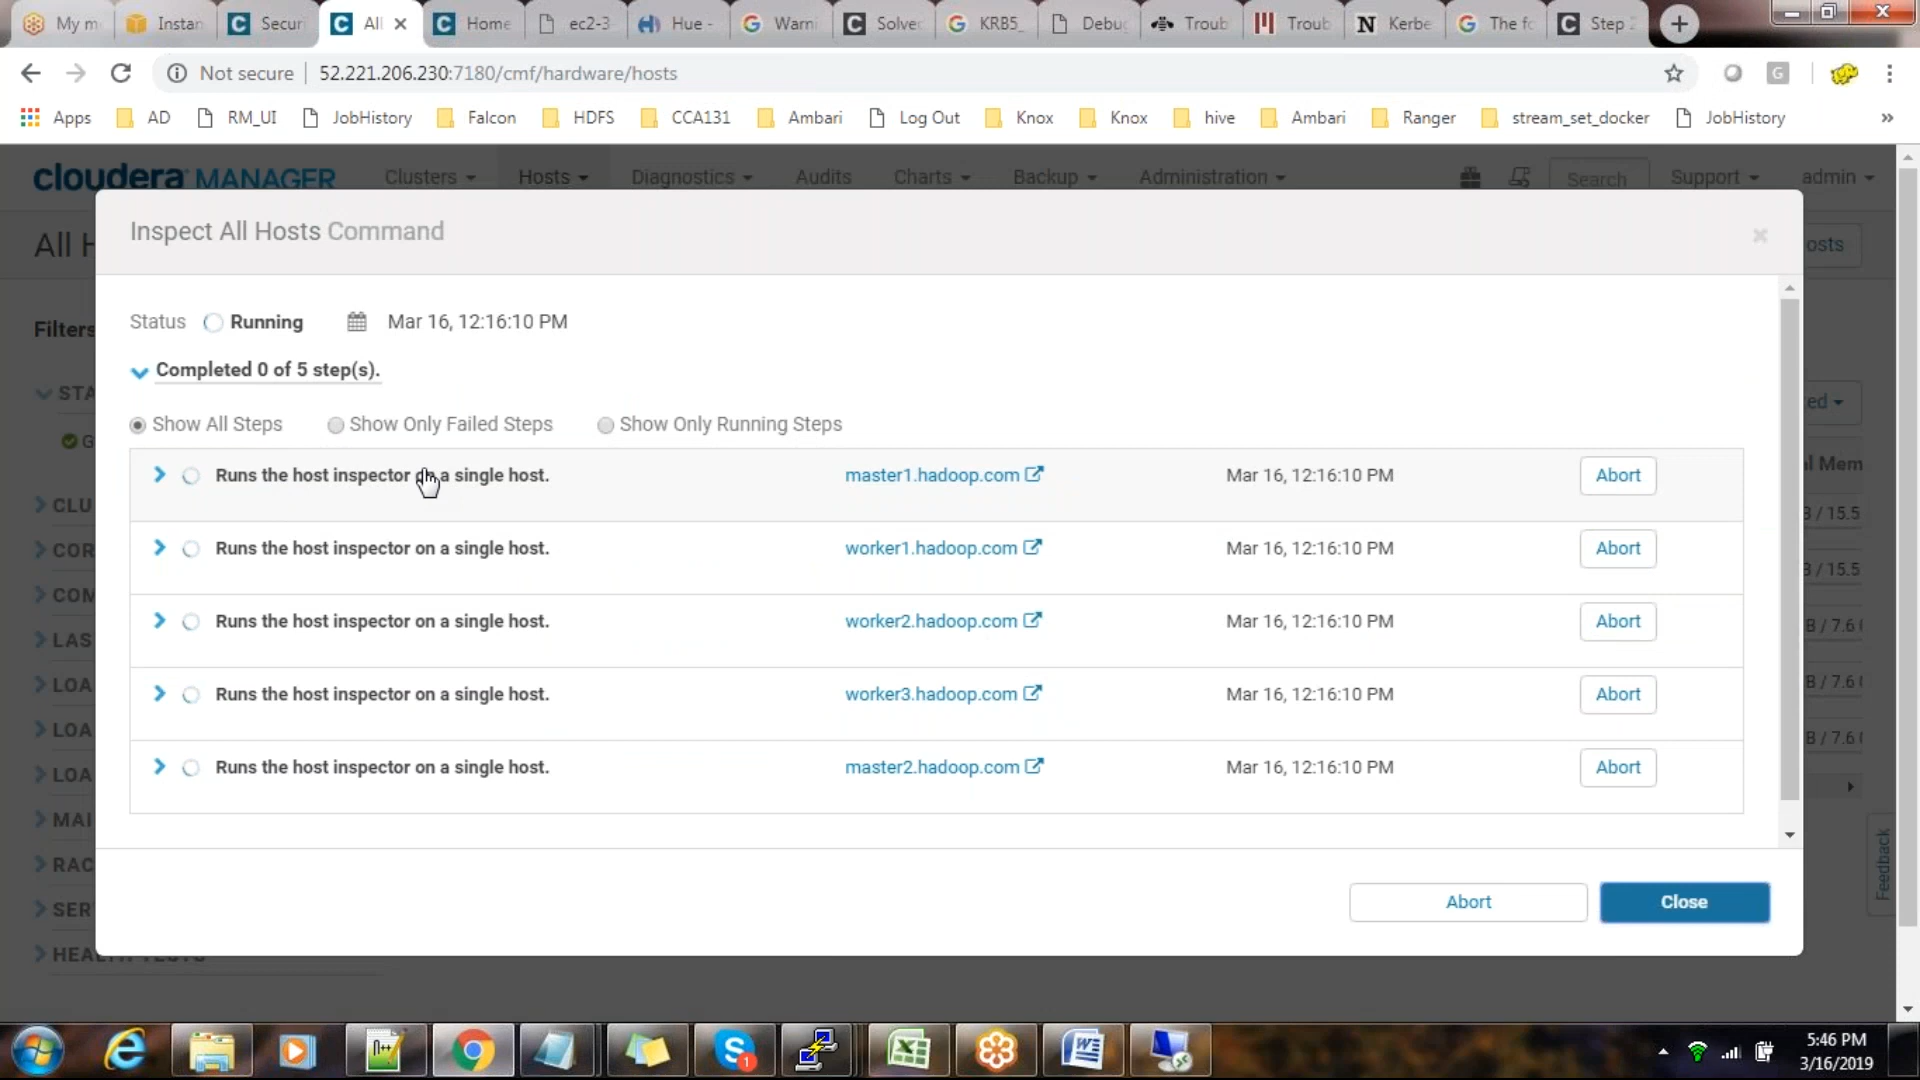 My m
Instan
Securi
All
Home
ec2-3
Hue -
Warni
Solve
KRB5_
Debug
Troub
Troub
Kerbe
The fo
Step 2
Not secure
52.221.206.230:7180/cmf/hardware/hosts
Apps
AD
RM_UI
JobHistory
Falcon
HDFS
CCA131
Ambari
Log Out
Knox
Knox
hive
Ambari
Ranger
stream_set_docker
JobHistory
»
cloudera MANAGER
Clusters
Hosts
Diagnostics
Audits
Charts
Backup
Administration
Search
Support
admin
All H
osts
Inspect All Hosts Command
Filters
Status
Running
Mar 16, 12:16:10 PM
Completed 0 of 5 step(s).
STA
ed
G
Show All Steps
Show Only Failed Steps
Show Only Running Steps
l Mem
Runs the host inspector on a single host.
master1.hadoop.com
Mar 16, 12:16:10 PM
Abort
CLU
B / 15.5
Runs the host inspector on a single host.
worker1.hadoop.com
Mar 16, 12:16:10 PM
Abort
COR
B / 15.5
COM
Runs the host inspector on a single host.
worker2.hadoop.com
Mar 16, 12:16:10 PM
Abort
B / 7.6
LAS
Runs the host inspector on a single host.
worker3.hadoop.com
Mar 16, 12:16:10 PM
Abort
LOA
B / 7.6
LOA
B / 7.6
Runs the host inspector on a single host.
master2.hadoop.com
Mar 16, 12:16:10 PM
Abort
LOA
MAI
RAC
SER
HEALTH TESTS
Abort
Close
Feedback
5:46 PM
3/16/2019